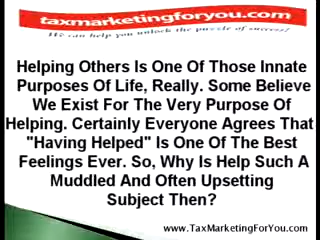 taxmarketingforyou.com
We can help you unlock the puzzle of success!
Helping Others Is One Of Those Innate
Purposes Of Life, Really. Some Believe
We Exist For The Very Purpose Of
Helping. Certainly Everyone Agrees That
"Having Helped" Is One Of The Best
Feelings Ever. So, Why Is Help Such A
Muddled And Often Upsetting
Subject Then?
www.TaxMarketingForYou.com